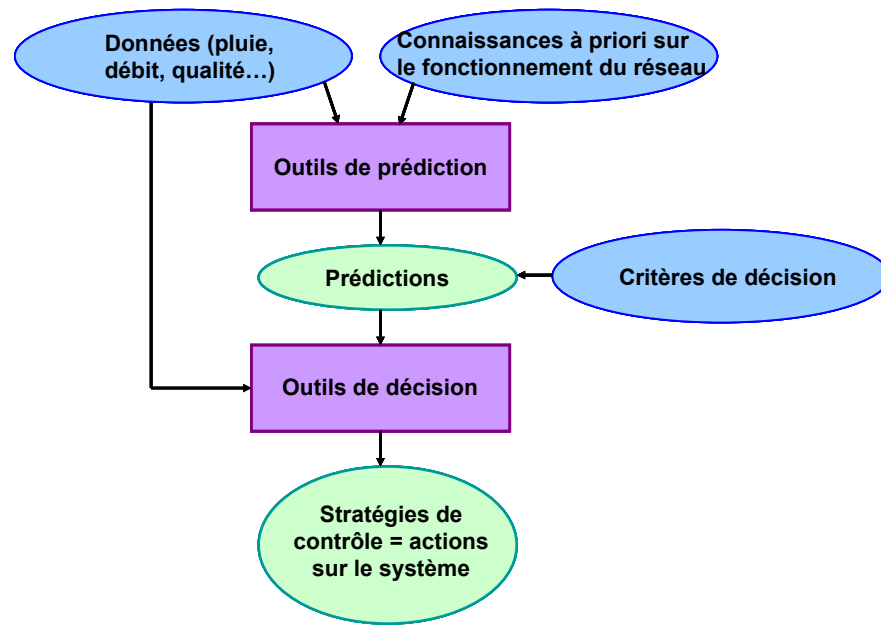 Données (pluie,
débit, qualité…)
Connaissances à priori sur
le fonctionnement du réseau
Outils de prédiction
Prédictions
Critères de décision
Outils de décision
Stratégies de
contrôle = actions
sur le système